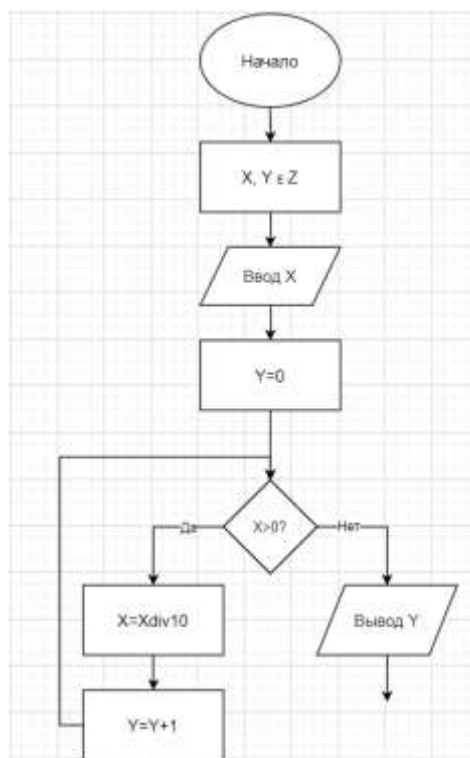 Начало
X, Y ε Z
Ввод X
Y=0
X>0?
Да
Нет
X=Xdiv10
Вывод Y
Y=Y+1